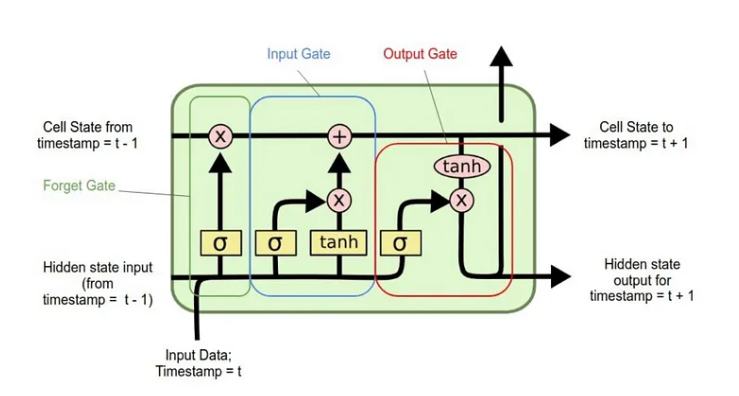 Input Gate
Output Gate
Cell State from
timestamp = t - 1
x
+
Cell State to
timestamp = t + 1
tanh
Forget Gate
x
x
σ
σ
tanh
σ
Hidden state input
(from
timestamp = t - 1)
Hidden state
output for
timestamp = t + 1
Input Data;
Timestamp = t